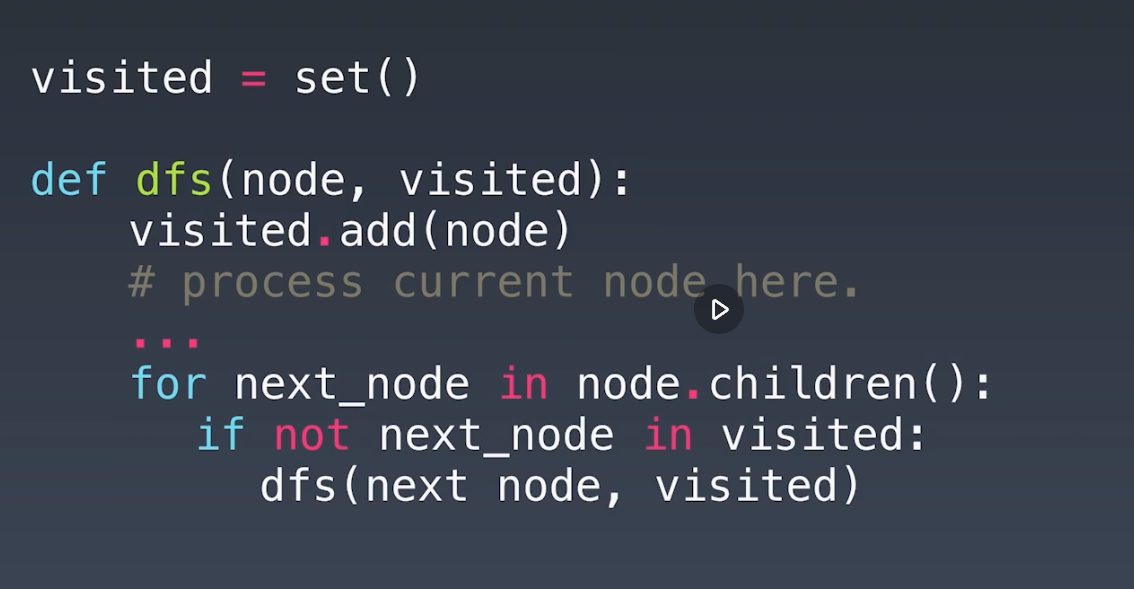 visited = set()
def dfs(node, visited):
visited.add(node)
# process current node here.
...
for next_node in node.children():
if not next_node in visited:
dfs(next node, visited)